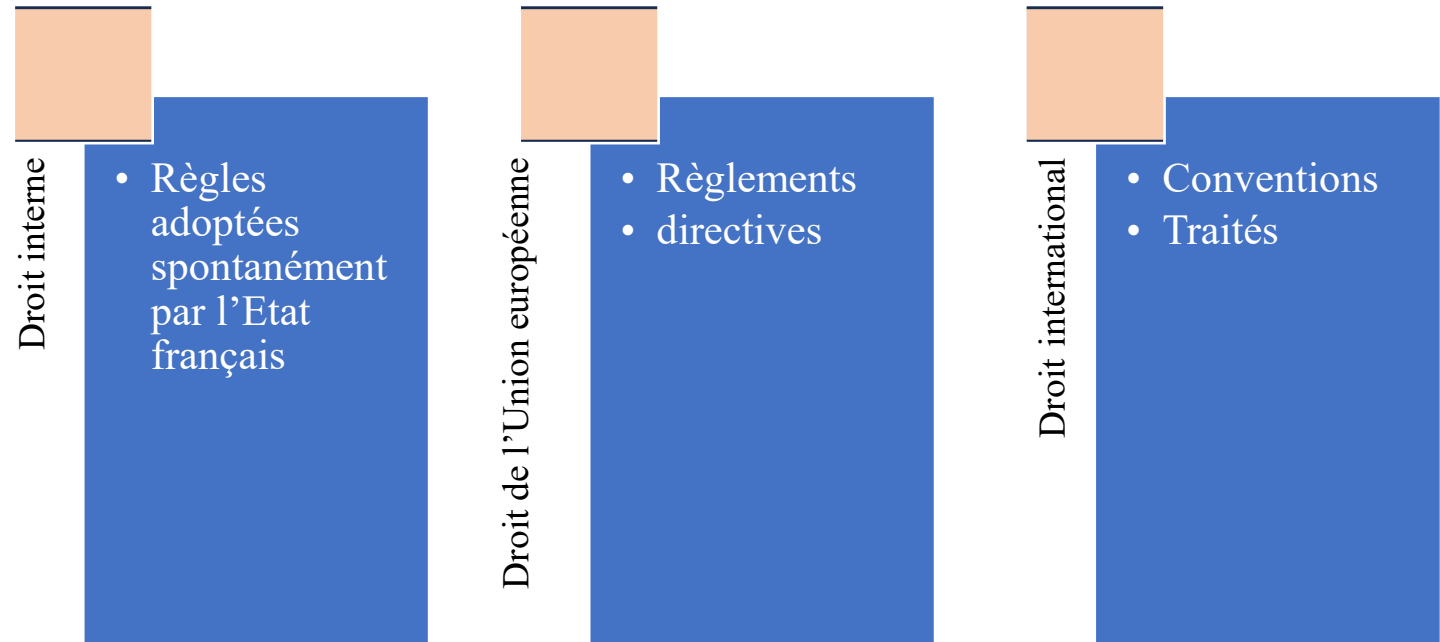 Droit interne
• Règles
adoptées
spontanément
par l’Etat
français
Droit de l’Union européenne
• Règlements
• directives
Droit international
• Conventions
• Traités